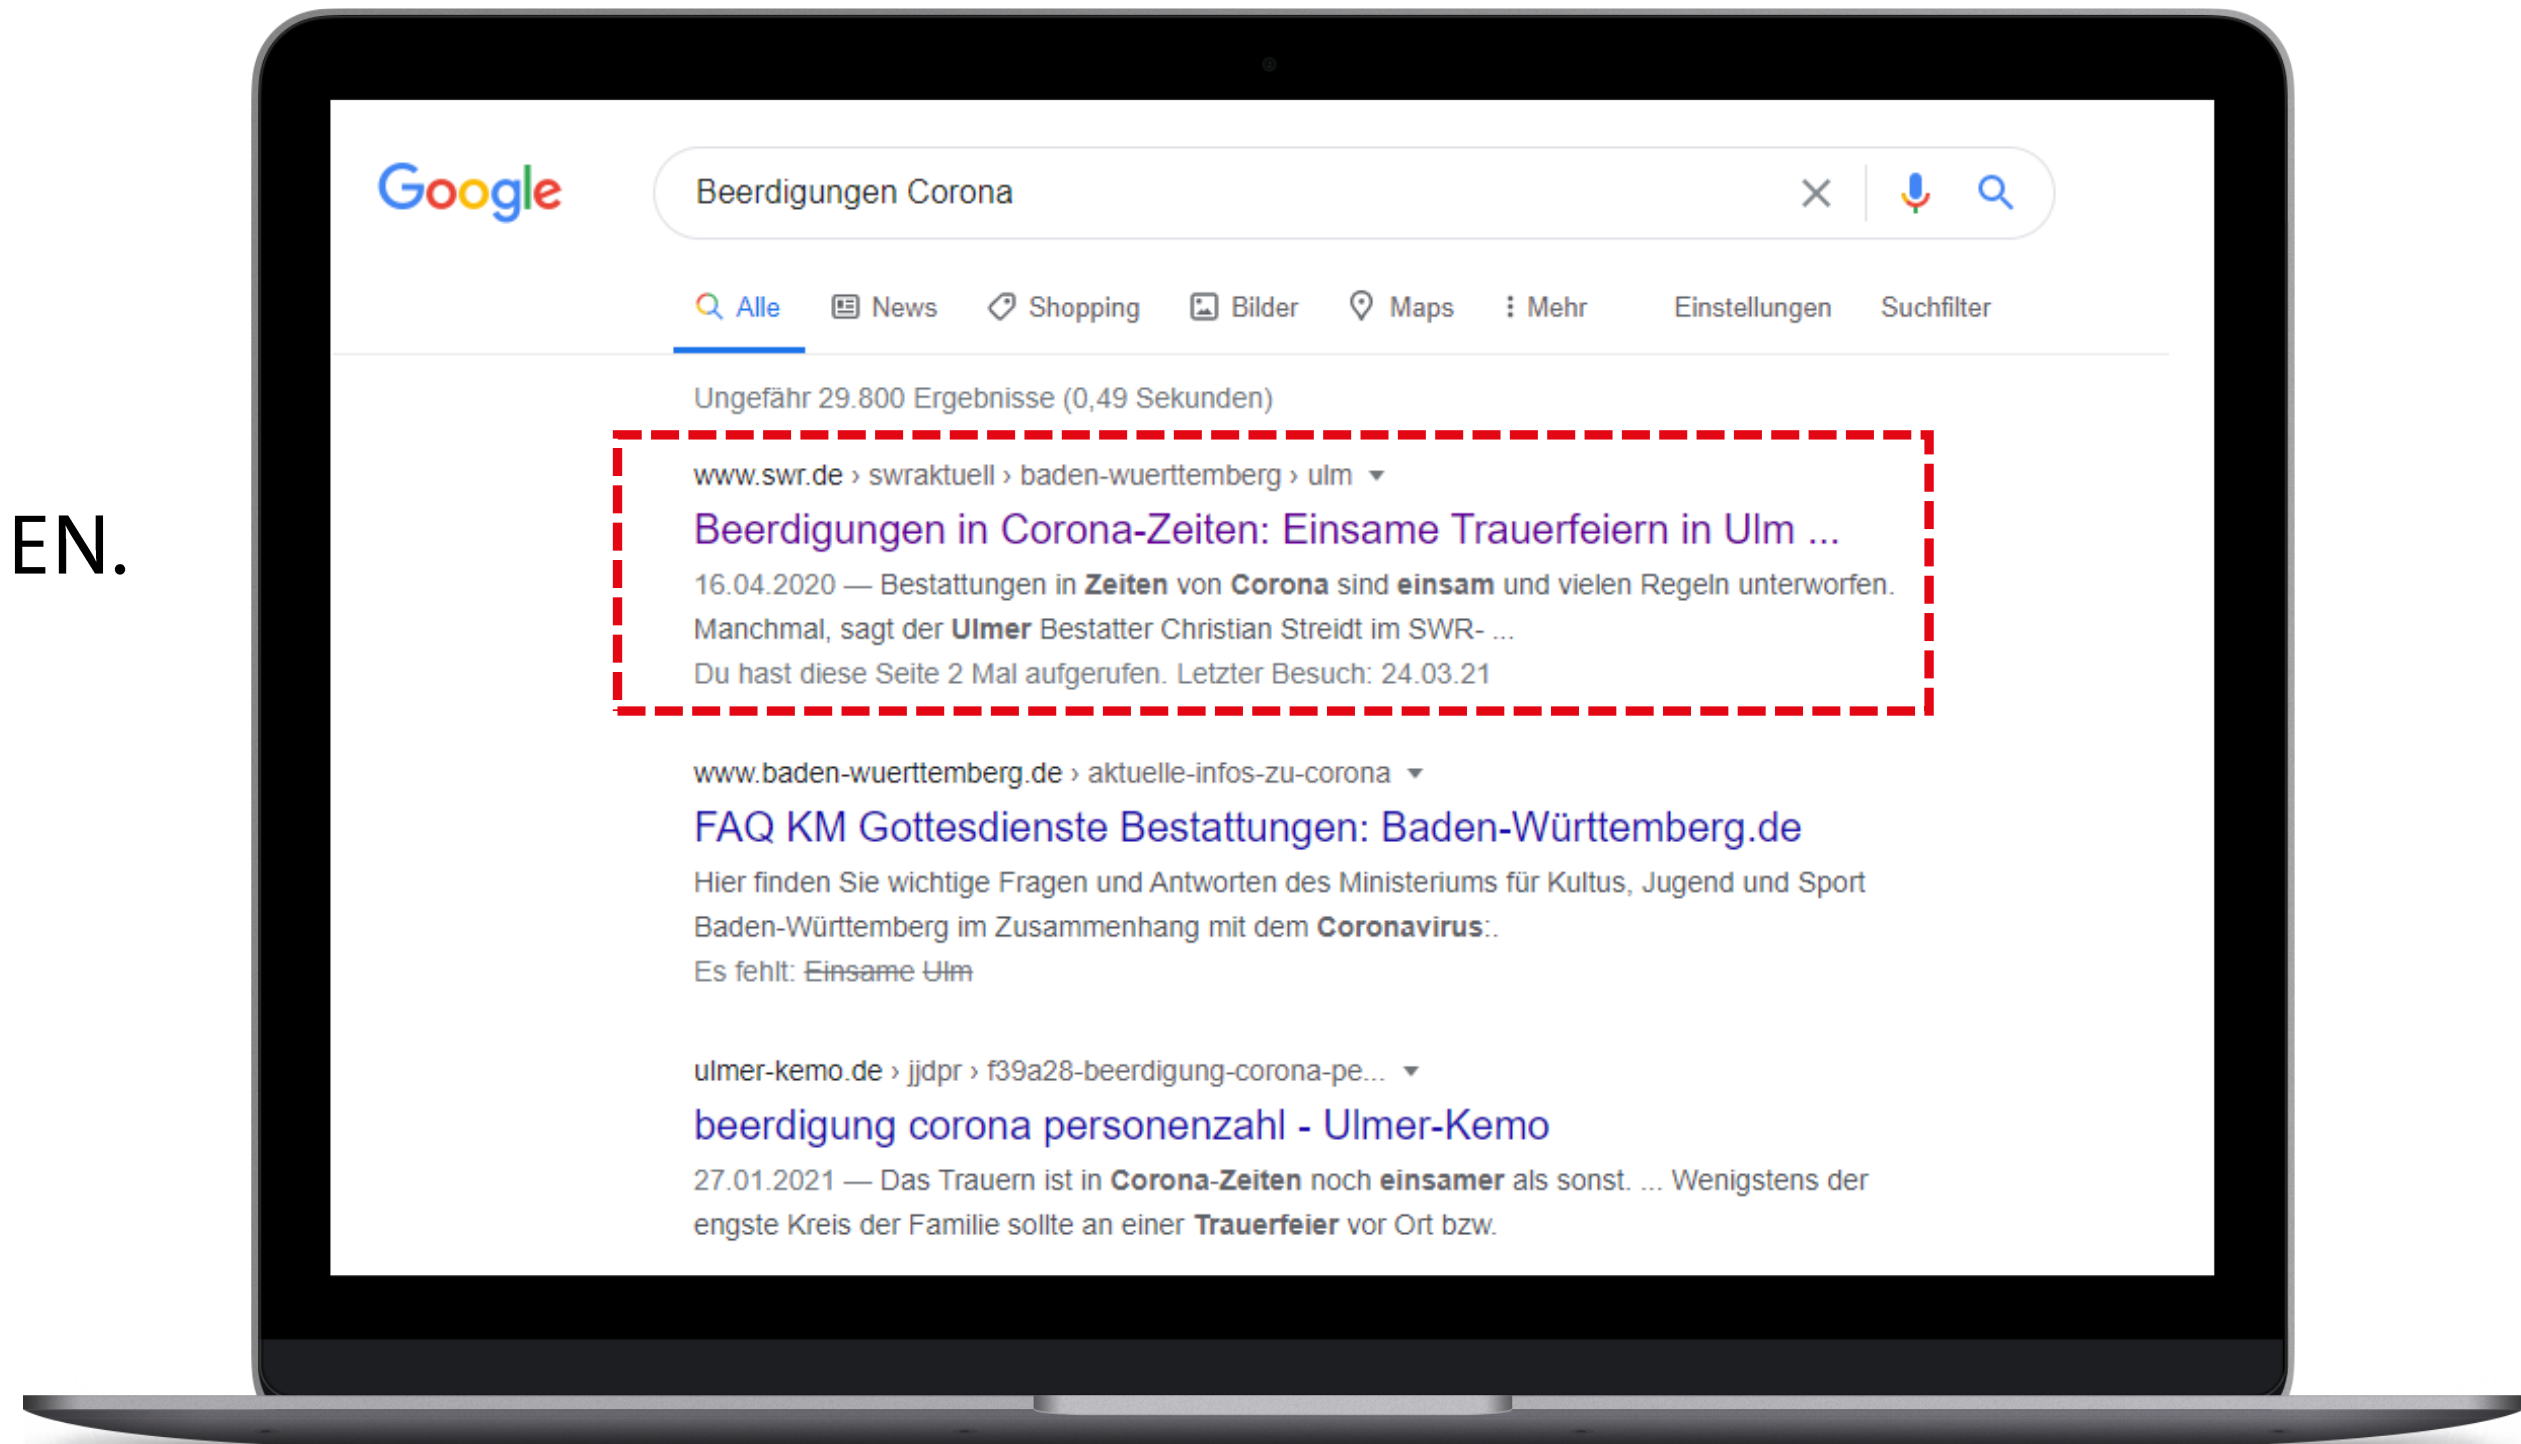 Google
Beerdigungen Corona
Alle News Shopping Bilder Maps Mehr Einstellungen Suchfilter
Ungefähr 29.800 Ergebnisse (0,49 Sekunden)
www.swr.de › swraktuell › baden-wuerttemberg › ulm
Beerdigungen in Corona-Zeiten: Einsame Trauerfeiern in Ulm ...
EN.
16.04.2020 — Bestattungen in Zeiten von Corona sind einsam und vielen Regeln unterworfen.
Manchmal, sagt der Ulmer Bestatter Christian Streidt im SWR- ...
Du hast diese Seite 2 Mal aufgerufen. Letzter Besuch: 24.03.21
www.baden-wuerttemberg.de › aktuelle-infos-zu-corona
FAQ KM Gottesdienste Bestattungen: Baden-Württemberg.de
Hier finden Sie wichtige Fragen und Antworten des Ministeriums für Kultus, Jugend und Sport
Baden-Württemberg im Zusammenhang mit dem Coronavirus:.
Es fehlt: Einsame Ulm
ulmer-kemo.de › jjdpr › f39a28-beerdigung-corona-pe...
beerdigung corona personenzahl - Ulmer-Kemo
27.01.2021 — Das Trauern ist in Corona-Zeiten noch einsamer als sonst. ... Wenigstens der
engste Kreis der Familie sollte an einer Trauerfeier vor Ort bzw.